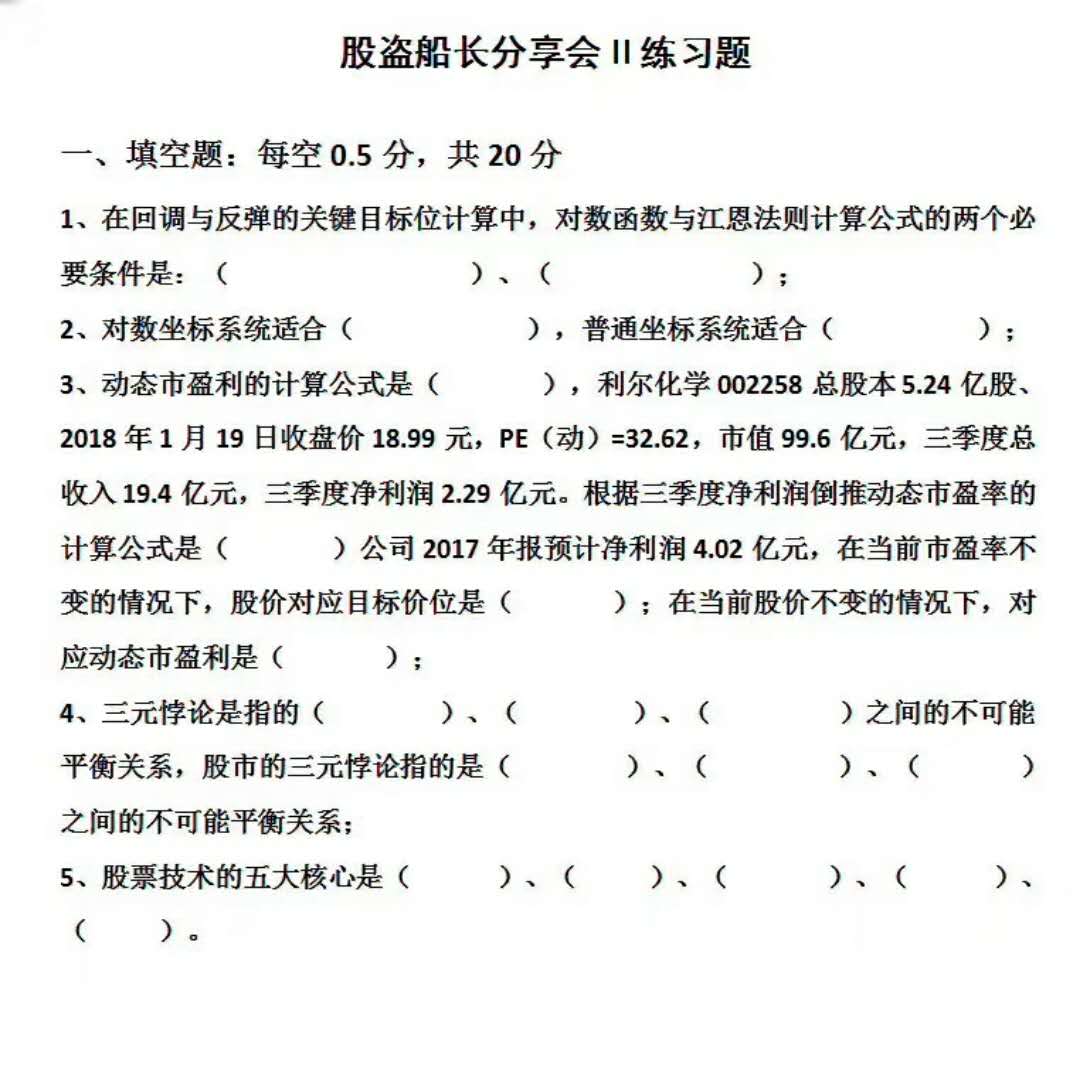 股盗船长分享会 II 练习题
一、填空题：每空 0.5 分，共 20 分
1、在回调与反弹的关键目标位计算中，对数函数与江恩法则计算公式的两个必
要条件是：（                ）、（                ）；
2、对数坐标系统适合（            ），普通坐标系统适合（            ）；
3、动态市盈利的计算公式是（        ），利尔化学 002258 总股本 5.24 亿股、
2018 年 1 月 19 日收盘价 18.99 元，PE（动）=32.62，市值 99.6 亿元，三季度总
收入 19.4 亿元，三季度净利润 2.29 亿元。根据三季度净利润倒推动态市盈率的
计算公式是（        ）公司 2017 年报预计净利润 4.02 亿元，在当前市盈率不
变的情况下，股价对应目标价位是（        ）；在当前股价不变的情况下，对
应动态市盈利是（        ）；
4、三元悖论是指的（        ）、（        ）、（        ）之间的不可能
平衡关系，股市的三元悖论指的是（        ）、（        ）、（        ）
之间的不可能平衡关系；
5、股票技术的五大核心是（        ）、（      ）、（        ）、（      ）、
（      ）。